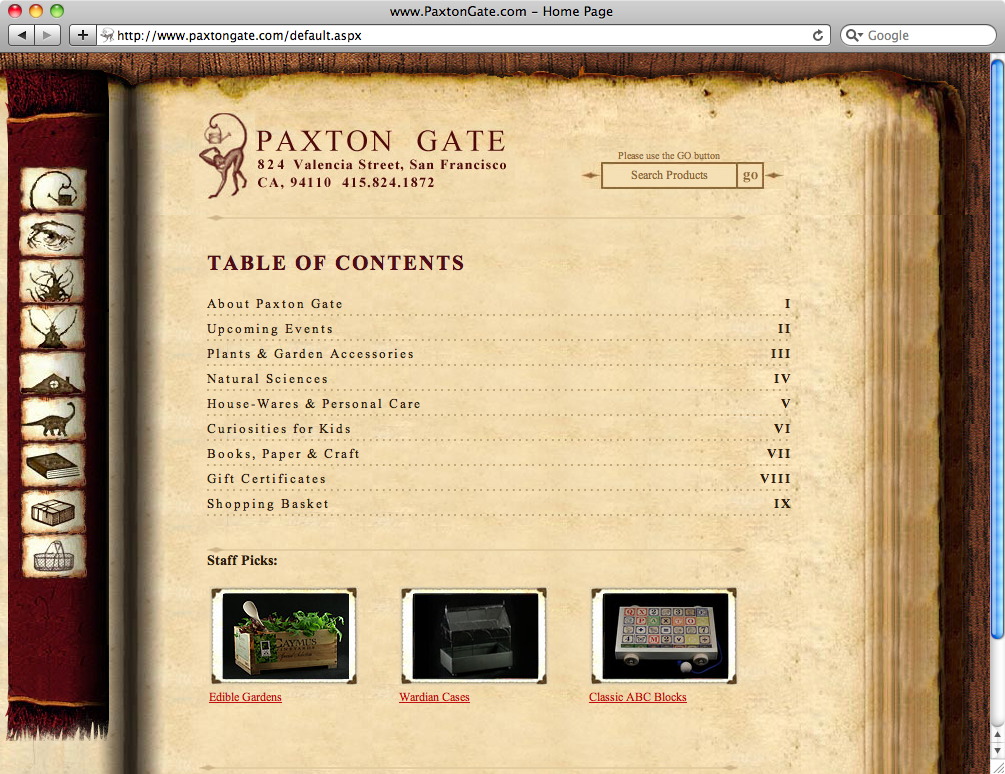 www.PaxtonGate.com – Home Page
http://www.paxtongate.com/default.aspx
Google
PAXTON GATE
824 Valencia Street, San Francisco
CA, 94110 415.824.1872
Please use the GO button
Search Products go
TABLE OF CONTENTS
About Paxton Gate I
Upcoming Events II
Plants & Garden Accessories III
Natural Sciences IV
House-Wares & Personal Care V
Curiosities for Kids VI
Books, Paper & Craft VII
Gift Certificates VIII
Shopping Basket IX
Staff Picks:
Edible Gardens Wardian Cases Classic ABC Blocks